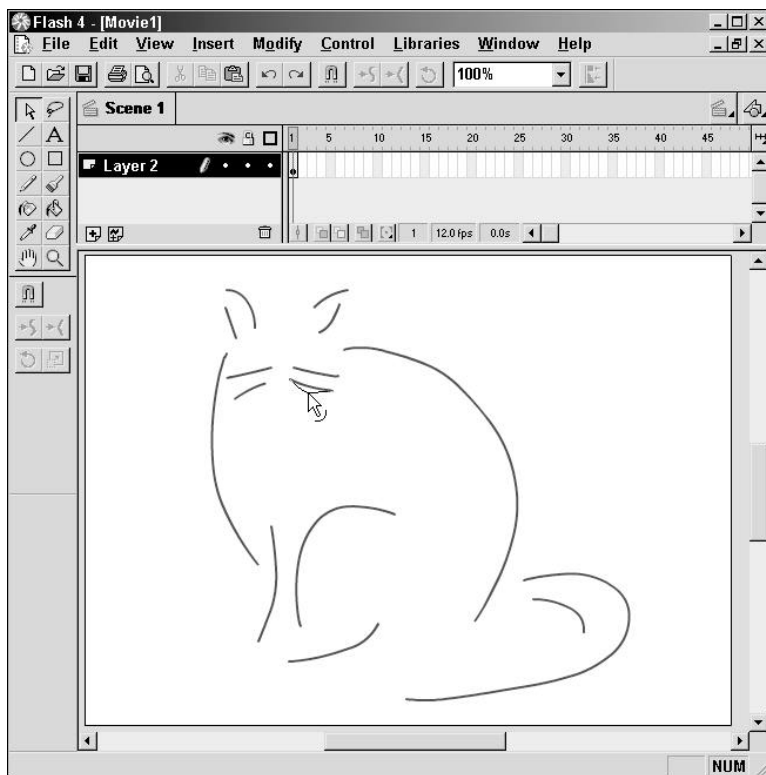 Flash 4 - [Movie1]
File Edit View Insert Modify Control Libraries Window Help
100%
Scene 1
A
1 5 10 15 20 25 30 35 40 45
Layer 2
1 12.0 fps 0.0s
NUM